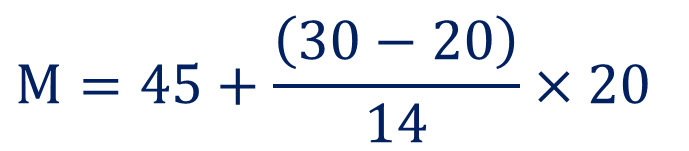 M = 45 + (30 − 20)/14 × 20